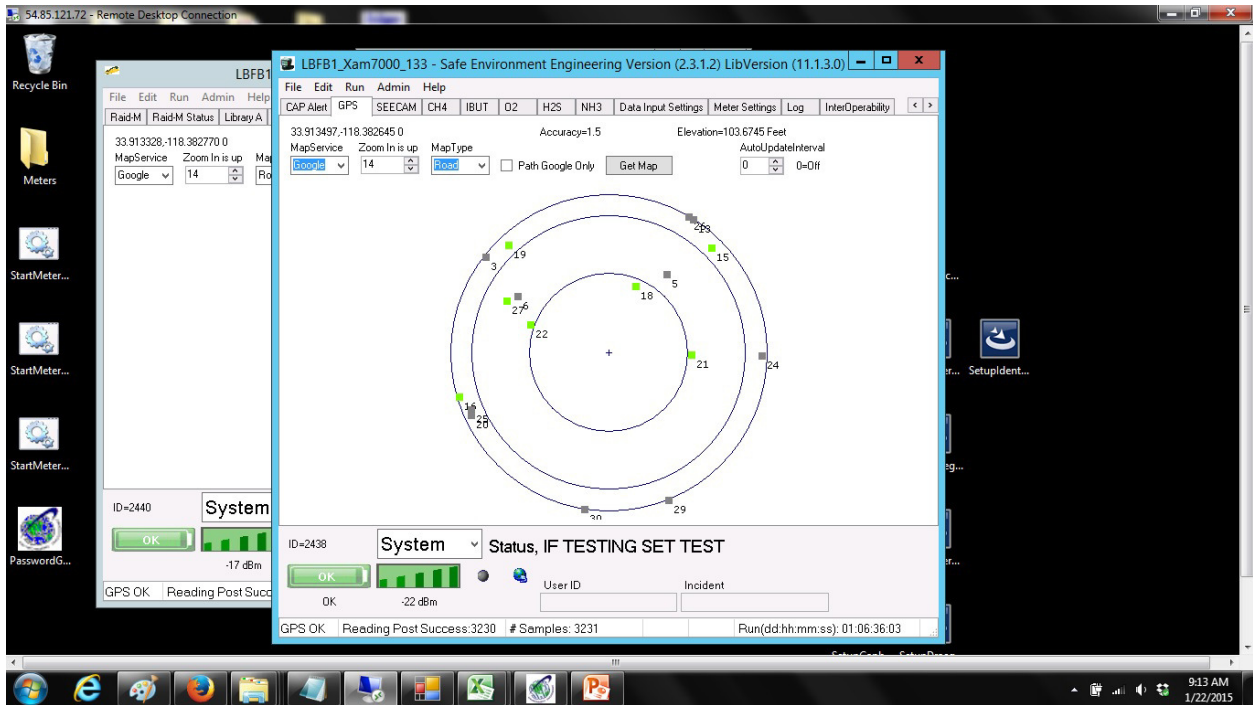 54.85.121.72 - Remote Desktop Connection
Recycle Bin
Meters
StartMeter...
StartMeter...
StartMeter...
PasswordG...
LBFB1
File Edit Run Admin Help
Raid-M Raid-M Status Library A
33.913328,-118.382770 0
MapService Zoom In is up Ma
Google 14 Ro
ID=2440 System
OK
-17 dBm
GPS OK Reading Post Succ
LBFB1_Xam7000_133 - Safe Environment Engineering Version (2.3.1.2) LibVersion (11.1.3.0)
File Edit Run Admin Help
CAP Alert GPS SEECAM CH4 IBUT O2 H2S NH3 Data Input Settings Meter Settings Log InterOperability
33.913497,-118.382645 0 Accuracy=1.5 Elevation=103.6745 Feet
MapService Zoom In is up MapType AutoUpdateInterval
Google 14 Road Path Google Only Get Map 0 0=Off
26
13
19
15
3
5
18
6
27
22
21
24
16
25
20
29
30
ID=2438 System Status, IF TESTING SET TEST
OK
User ID Incident
OK -22 dBm
GPS OK Reading Post Success:3230 # Samples: 3231 Run(dd:hh:mm:ss): 01:06:36:03
c...
er...
SetupIdent...
eg...
er...
9:13 AM
1/22/2015